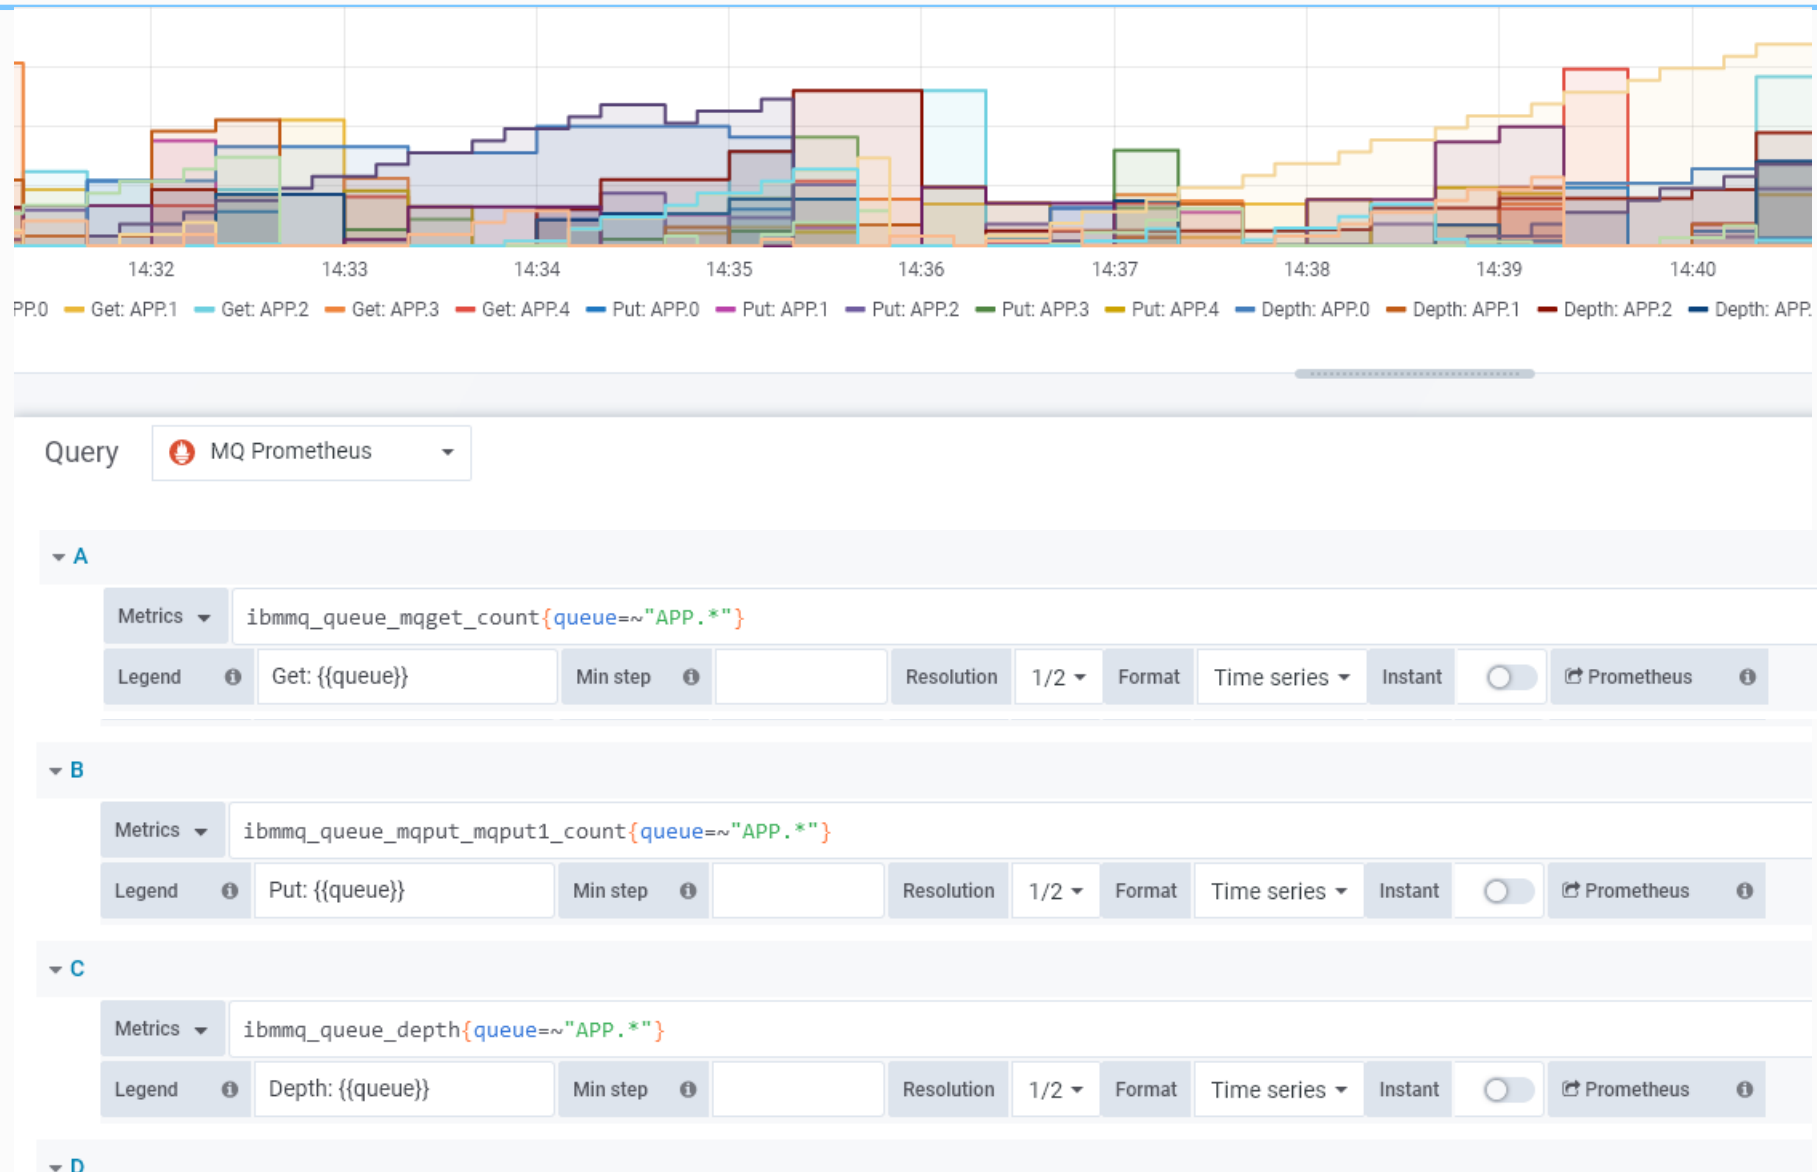 14:32 14:33 14:34 14:35 14:36 14:37 14:38 14:39 14:40
PP.0 Get: APP.1 Get: APP.2 Get: APP.3 Get: APP.4 Put: APP.0 Put: APP.1 Put: APP.2 Put: APP.3 Put: APP.4 Depth: APP.0 Depth: APP.1 Depth: APP.2 Depth: APP.
Query MQ Prometheus
A
Metrics ibmmq_queue_mqget_count{queue=~"APP.*"}
Legend Get: {{queue}} Min step Resolution 1/2 Format Time series Instant Prometheus
B
Metrics ibmmq_queue_mqput_mqput1_count{queue=~"APP.*"}
Legend Put: {{queue}} Min step Resolution 1/2 Format Time series Instant Prometheus
C
Metrics ibmmq_queue_depth{queue=~"APP.*"}
Legend Depth: {{queue}} Min step Resolution 1/2 Format Time series Instant Prometheus
D